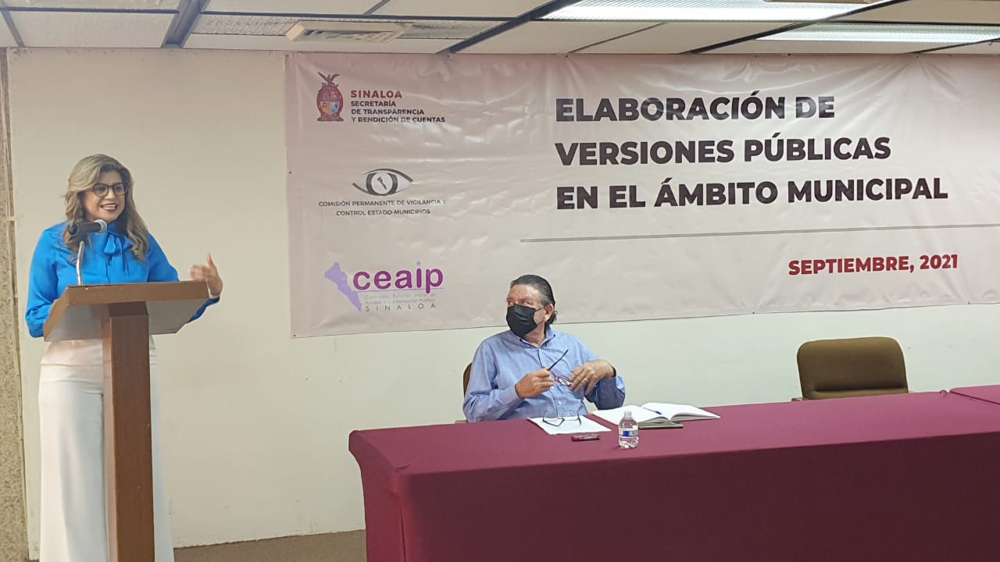 SINALOA
SECRETARÍA
DE TRANSPARENCIA
Y RENDICIÓN DE CUENTAS
COMISIÓN PERMANENTE DE VIGILANCIA Y
CONTROL ESTADO-MUNICIPIOS
ceaip
Comisión Estatal para el
Acceso a la Información Pública
SINALOA
ELABORACIÓN DE
VERSIONES PÚBLICAS
EN EL ÁMBITO MUNICIPAL
SEPTIEMBRE, 2021